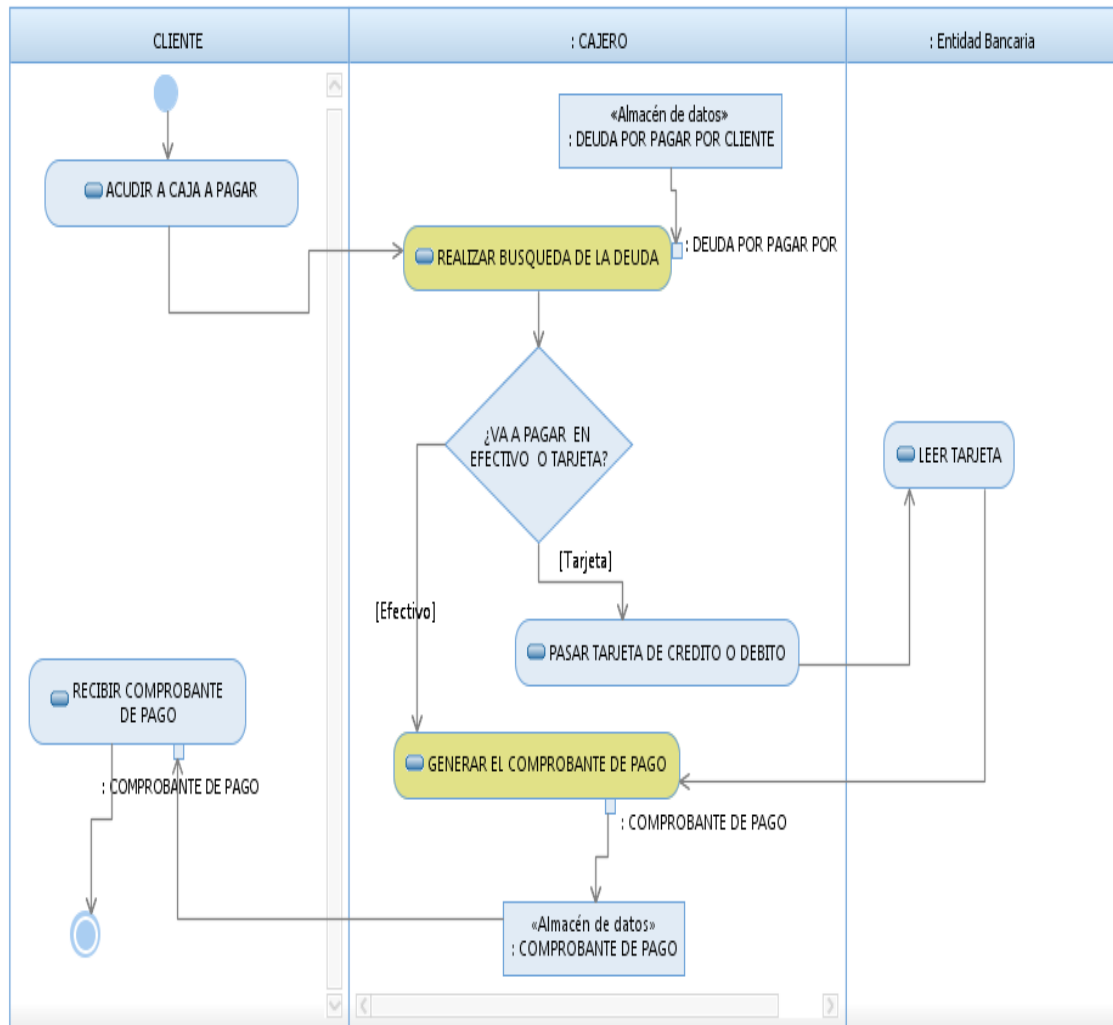 CLIENTE
: CAJERO
: Entidad Bancaria
«Almacén de datos»
: DEUDA POR PAGAR POR CLIENTE
ACUDIR A CAJA A PAGAR
REALIZAR BUSQUEDA DE LA DEUDA
: DEUDA POR PAGAR POR
¿VA A PAGAR EN
EFECTIVO O TARJETA?
LEER TARJETA
[Tarjeta]
[Efectivo]
PASAR TARJETA DE CREDITO O DEBITO
RECIBIR COMPROBANTE
DE PAGO
: COMPROBANTE DE PAGO
GENERAR EL COMPROBANTE DE PAGO
: COMPROBANTE DE PAGO
«Almacén de datos»
: COMPROBANTE DE PAGO